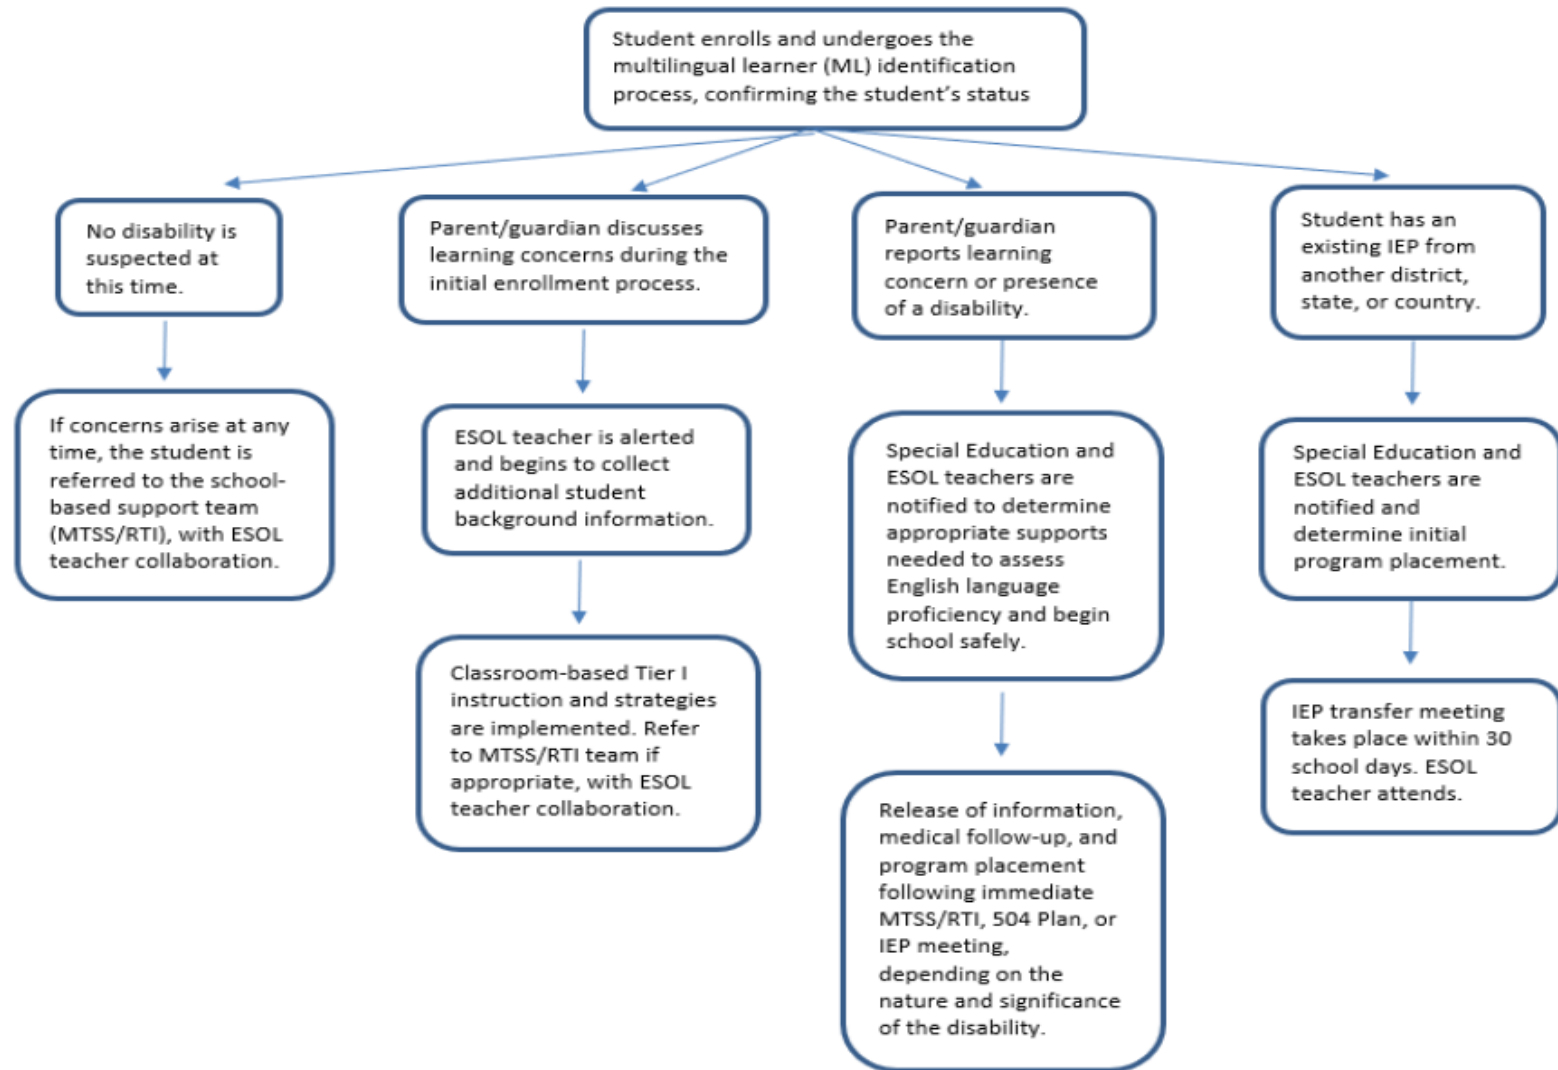 Student enrolls and undergoes the
multilingual learner (ML) identification
process, confirming the student's status
No disability is
suspected at
this time.
If concerns arise at any
time, the student is
referred to the school-
based support team
(MTSS/RTI), with ESOL
teacher collaboration.
Parent/guardian discusses
learning concerns during the
initial enrollment process.
ESOL teacher is alerted
and begins to collect
additional student
background information.
Classroom-based Tier I
instruction and strategies
are implemented. Refer
to MTSS/RTI team if
appropriate, with ESOL
teacher collaboration.
Parent/guardian
reports learning
concern or presence
of a disability.
Special Education and
ESOL teachers are
notified to determine
appropriate supports
needed to assess
English language
proficiency and begin
school safely.
Release of information,
medical follow-up, and
program placement
following immediate
MTSS/RTI, 504 Plan, or
IEP meeting,
depending on the
nature and significance
of the disability.
Student has an
existing IEP from
another district,
state, or country.
Special Education and
ESOL teachers are
notified and
determine initial
program placement.
IEP transfer meeting
takes place within 30
school days. ESOL
teacher attends.